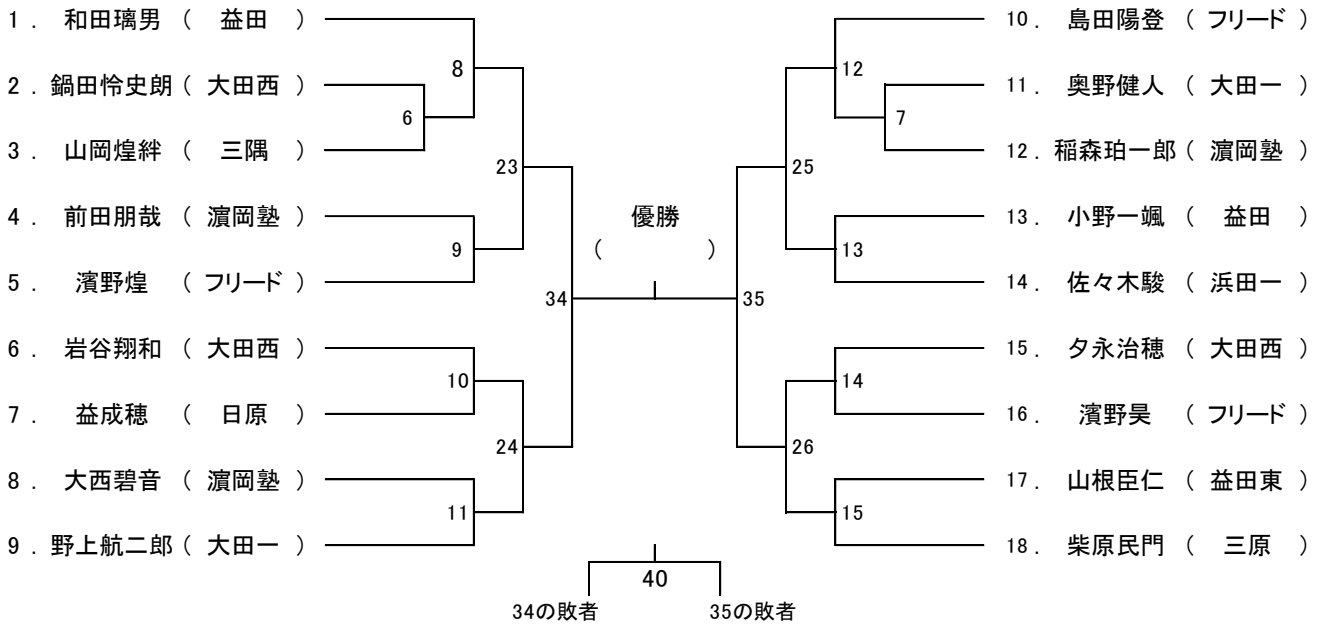 1 . 和田璃男 ( 益田 )
8
2 . 鍋田怜史朗 ( 大田西 )
6
3 . 山岡煌絆 ( 三隅 )
23
4 . 前田朋哉 ( 濵岡塾 )
9
5 . 濱野煌 ( フリード )
34
6 . 岩谷翔和 ( 大田西 )
10
7 . 益成穂 ( 日原 )
24
8 . 大西碧音 ( 濵岡塾 )
11
9 . 野上航二郎 ( 大田一 )
優勝
( )
40
34の敗者 35の敗者
10 . 島田陽登 ( フリード )
12
11 . 奥野健人 ( 大田一 )
7
12 . 稲森珀一郎 ( 濵岡塾 )
25
13 . 小野一颯 ( 益田 )
13
14 . 佐々木駿 ( 浜田一 )
35
15 . 夕永治穂 ( 大田西 )
14
16 . 濱野昊 ( フリード )
26
17 . 山根臣仁 ( 益田東 )
15
18 . 柴原民門 ( 三原 )